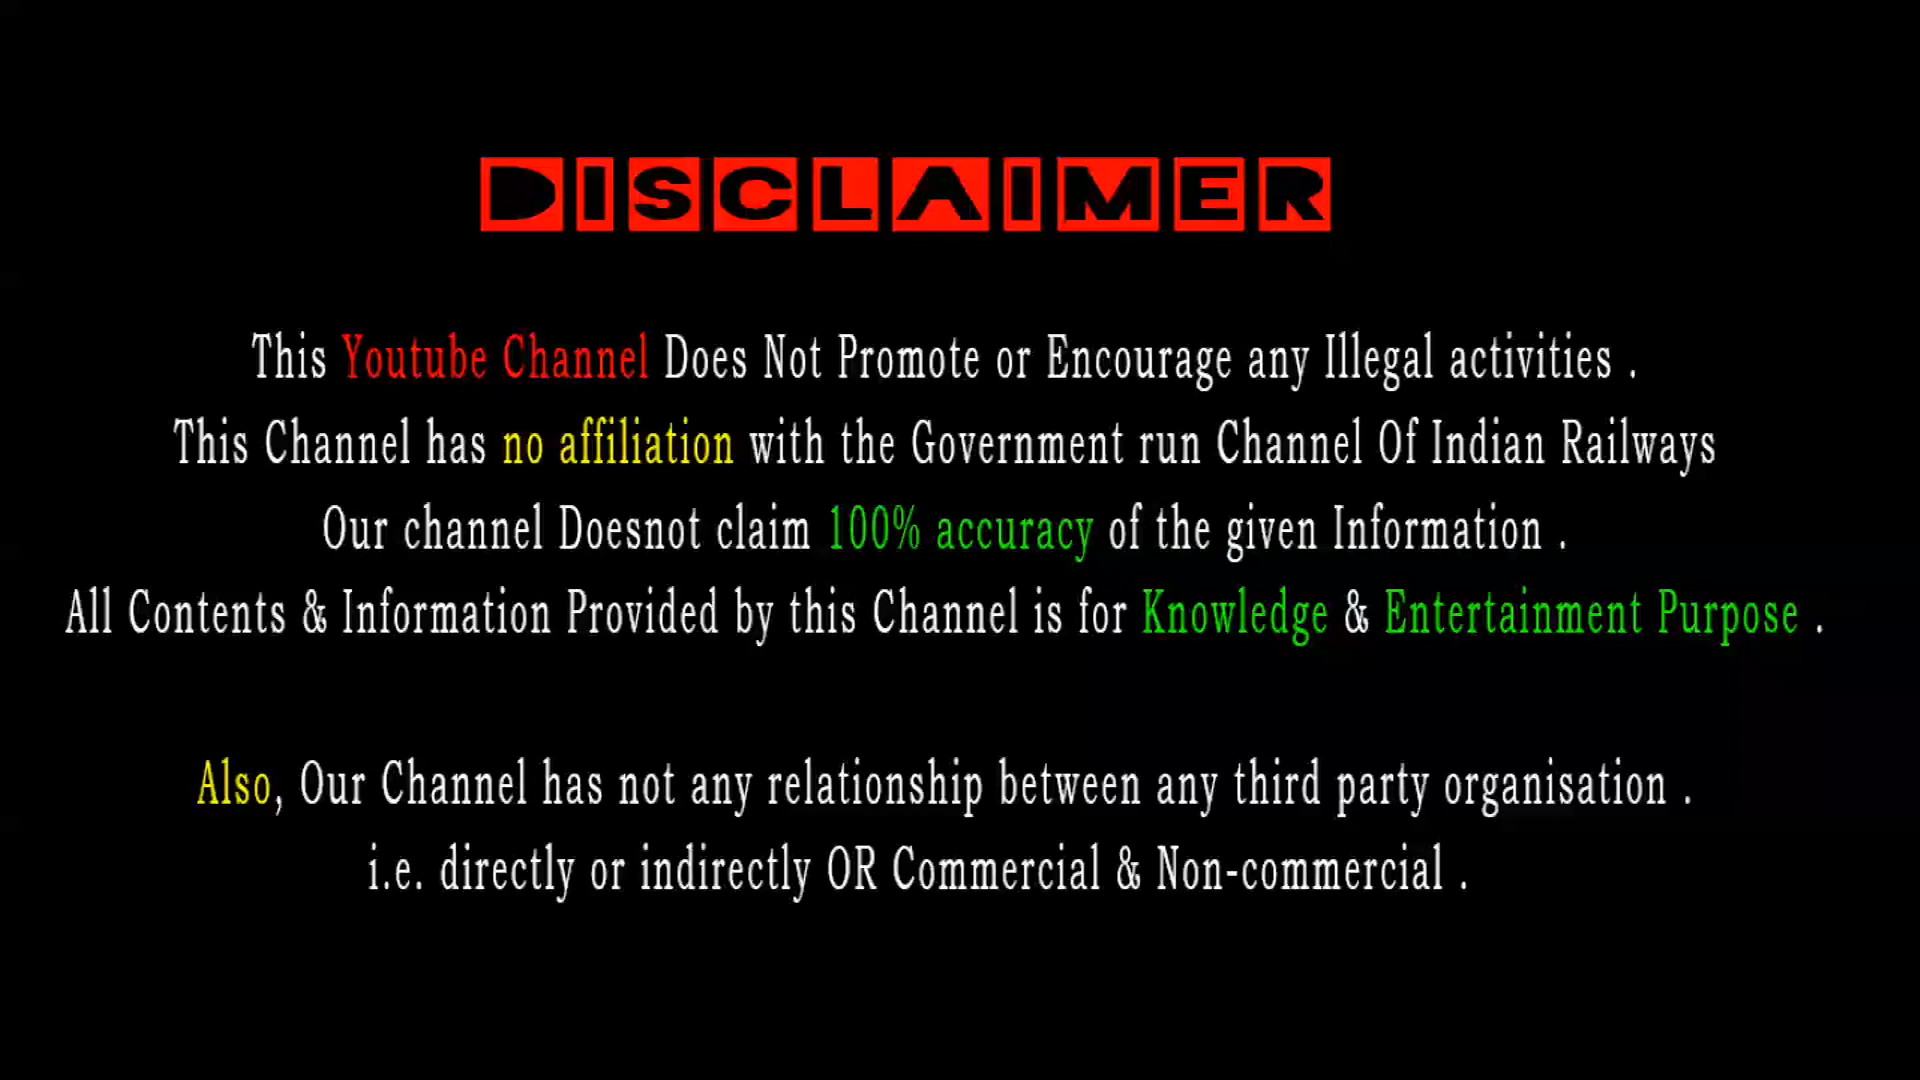 DISCLAIMER
This Youtube Channel Does Not Promote or Encourage any Illegal activities .
This Channel has no affiliation with the Government run Channel Of Indian Railways
Our channel Doesnot claim 100% accuracy of the given Information .
All Contents & Information Provided by this Channel is for Knowledge & Entertainment Purpose .
Also, Our Channel has not any relationship between any third party organisation .
i.e. directly or indirectly OR Commercial & Non-commercial .